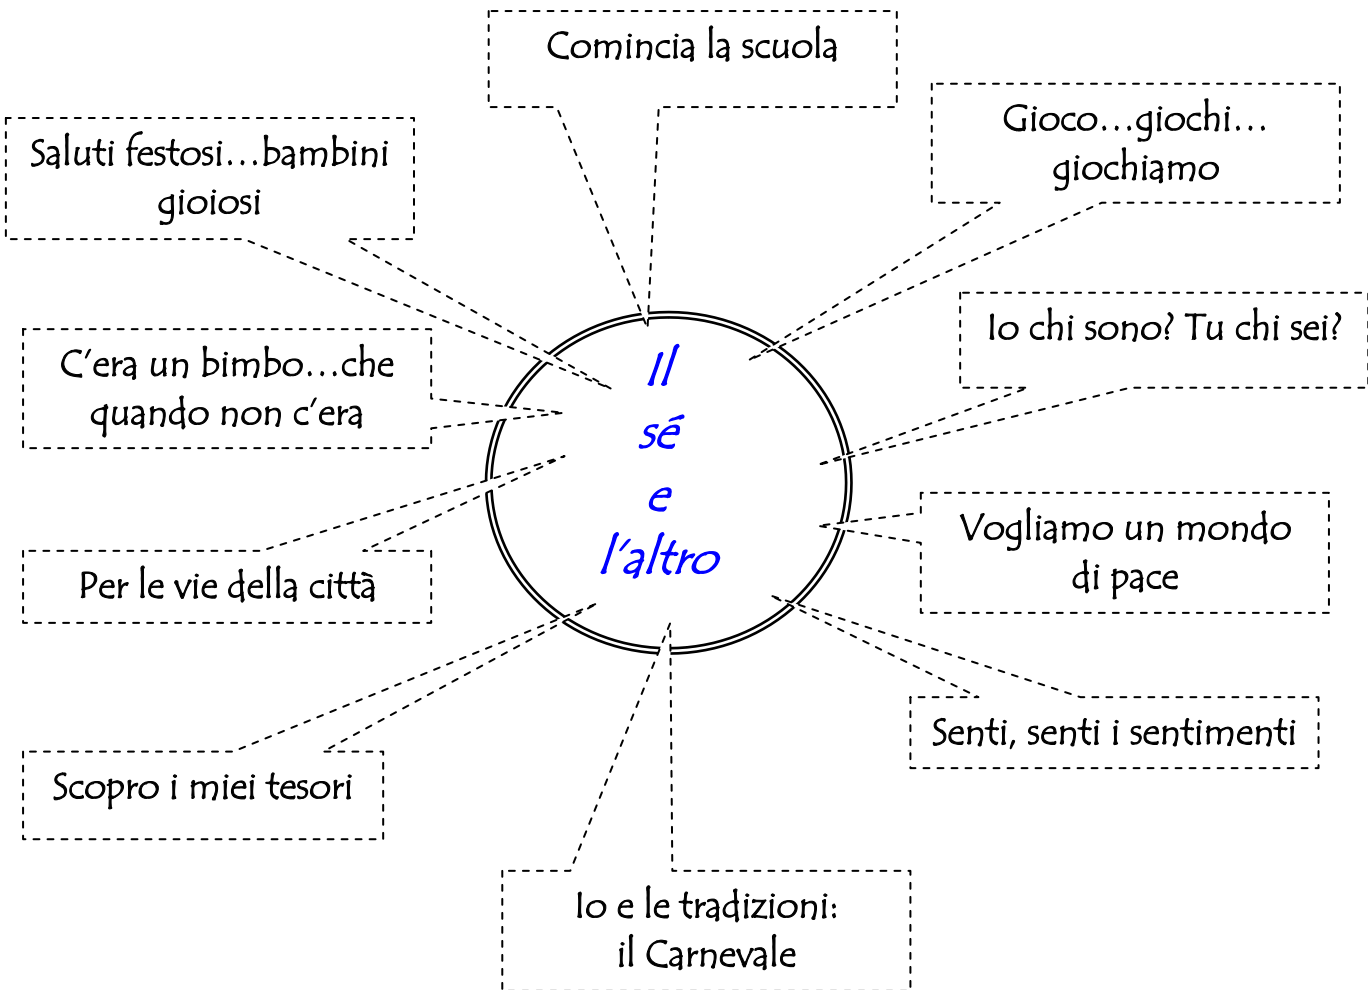 Comincia la scuola
Gioco…giochi…
giochiamo
Saluti festosi…bambini
gioiosi
Io chi sono? Tu chi sei?
C’era un bimbo…che
quando non c’era
Il
sé
e
l’altro
Vogliamo un mondo
di pace
Per le vie della città
Senti, senti i sentimenti
Scopro i miei tesori
Io e le tradizioni:
il Carnevale